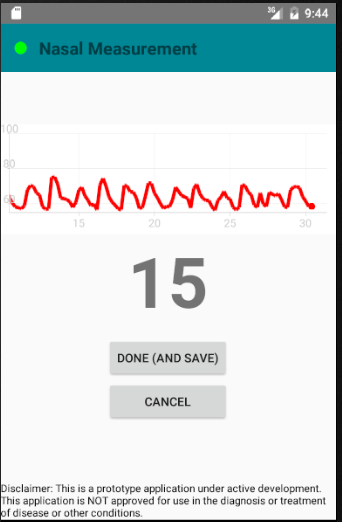 3G 9:44
Nasal Measurement
100
80
60
15 20 25 30
15
DONE (AND SAVE)
CANCEL
Disclaimer: This is a prototype application under active development.
This application is NOT approved for use in the diagnosis or treatment
of disease or other conditions.